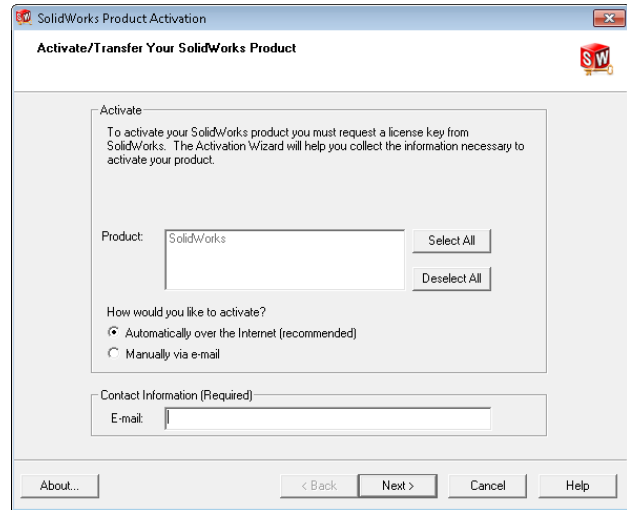 SolidWorks Product Activation
Activate/Transfer Your SolidWorks Product
SW
Activate
To activate your SolidWorks product you must request a license key from
SolidWorks. The Activation Wizard will help you collect the information necessary to
activate your product.
Product:
SolidWorks
Select All
Deselect All
How would you like to activate?
Automatically over the Internet (recommended)
Manually via e-mail
Contact Information (Required)
E-mail:
About...
< Back
Next >
Cancel
Help